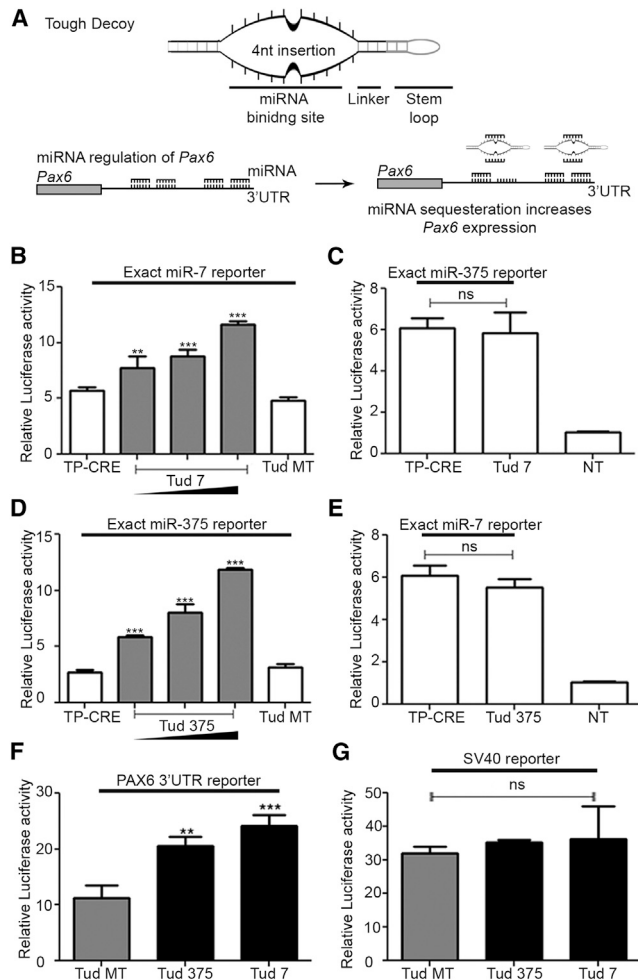 A
Tough Decoy
4nt insertion
miRNA
binidng site
Linker
Stem
loop
miRNA regulation of Pax6
Pax6
miRNA
3'UTR
Pax6
3'UTR
miRNA sequesteration increases
Pax6 expression
B
Exact miR-7 reporter
Relative Luciferase activity
15
10
5
0
**
***
***
TP-CRE
Tud 7
Tud MT
C
Exact miR-375 reporter
ns
Relative Luciferase activity
8
6
4
2
0
TP-CRE
Tud 7
NT
D
Exact miR-375 reporter
Relative Luciferase activity
15
10
5
0
***
***
***
TP-CRE
Tud 375
Tud MT
E
Exact miR-7 reporter
ns
Relative Luciferase activity
8
6
4
2
0
TP-CRE
Tud 375
NT
F
PAX6 3'UTR reporter
Relative Luciferase activity
30
20
10
0
**
***
Tud MT
Tud 375
Tud 7
G
SV40 reporter
ns
Relative Luciferase activity
50
40
30
20
10
0
Tud MT
Tud 375
Tud 7